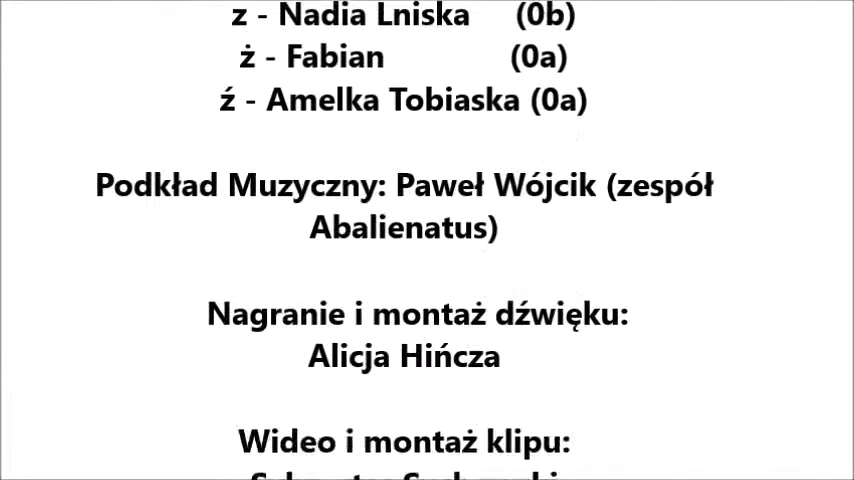 z - Nadia Lniska (0b)
ż - Fabian (0a)
ź - Amelka Tobiaska (0a)
Podkład Muzyczny: Paweł Wójcik (zespół
Abalienatus)
Nagranie i montaż dźwięku:
Alicja Hińcza
Wideo i montaż klipu: